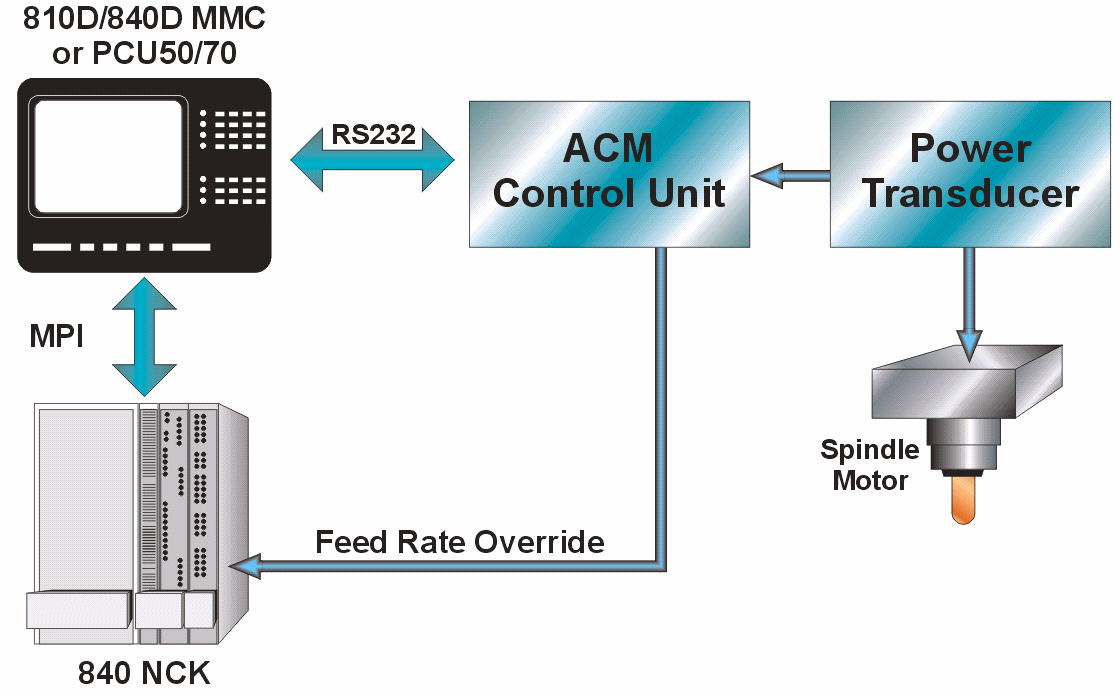 810D/840D MMC
or PCU50/70
RS232
ACM
Control Unit
Power
Transducer
MPI
Spindle
Motor
Feed Rate Override
840 NCK